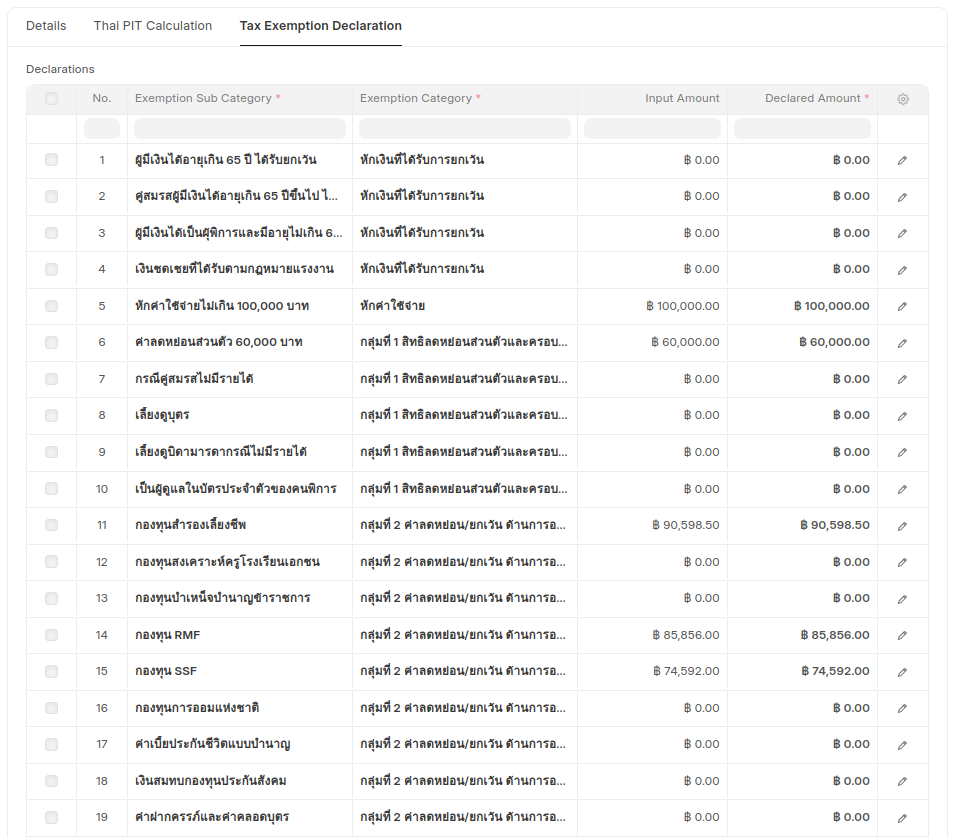 Details Thai PIT Calculation Tax Exemption Declaration
Declarations
No. Exemption Sub Category * Exemption Category * Input Amount Declared Amount *
1 ผู้มีเงินได้อายุเกิน 65 ปี ได้รับยกเว้น หักเงินที่ได้รับการยกเว้น ฿ 0.00 ฿ 0.00
2 คู่สมรสผู้มีเงินได้อายุเกิน 65 ปีขึ้นไป ไ... หักเงินที่ได้รับการยกเว้น ฿ 0.00 ฿ 0.00
3 ผู้มีเงินได้เป็นผุ้พิการและมีอายุไม่เกิน 6... หักเงินที่ได้รับการยกเว้น ฿ 0.00 ฿ 0.00
4 เงินชดเชยที่ได้รับตามกฎหมายแรงงาน หักเงินที่ได้รับการยกเว้น ฿ 0.00 ฿ 0.00
5 หักค่าใช้จ่ายไม่เกิน 100,000 บาท หักค่าใช้จ่าย ฿ 100,000.00 ฿ 100,000.00
6 ค่าลดหย่อนส่วนตัว 60,000 บาท กลุ่มที่ 1 สิทธิลดหย่อนส่วนตัวและครอบ... ฿ 60,000.00 ฿ 60,000.00
7 กรณีคู่สมรสไม่มีรายได้ กลุ่มที่ 1 สิทธิลดหย่อนส่วนตัวและครอบ... ฿ 0.00 ฿ 0.00
8 เลี้ยงดูบุตร กลุ่มที่ 1 สิทธิลดหย่อนส่วนตัวและครอบ... ฿ 0.00 ฿ 0.00
9 เลี้ยงดูบิดามารดากรณีไม่มีรายได้ กลุ่มที่ 1 สิทธิลดหย่อนส่วนตัวและครอบ... ฿ 0.00 ฿ 0.00
10 เป็นผู้ดูแลในบัตรประจำตัวของคนพิการ กลุ่มที่ 1 สิทธิลดหย่อนส่วนตัวและครอบ... ฿ 0.00 ฿ 0.00
11 กองทุนสำรองเลี้ยงชีพ กลุ่มที่ 2 ค่าลดหย่อน/ยกเว้น ด้านการอ... ฿ 90,598.50 ฿ 90,598.50
12 กองทุนสงเคราะห์ครูโรงเรียนเอกชน กลุ่มที่ 2 ค่าลดหย่อน/ยกเว้น ด้านการอ... ฿ 0.00 ฿ 0.00
13 กองทุนบำเหน็จบำนาญข้าราชการ กลุ่มที่ 2 ค่าลดหย่อน/ยกเว้น ด้านการอ... ฿ 0.00 ฿ 0.00
14 กองทุน RMF กลุ่มที่ 2 ค่าลดหย่อน/ยกเว้น ด้านการอ... ฿ 85,856.00 ฿ 85,856.00
15 กองทุน SSF กลุ่มที่ 2 ค่าลดหย่อน/ยกเว้น ด้านการอ... ฿ 74,592.00 ฿ 74,592.00
16 กองทุนการออมแห่งชาติ กลุ่มที่ 2 ค่าลดหย่อน/ยกเว้น ด้านการอ... ฿ 0.00 ฿ 0.00
17 ค่าเบี้ยประกันชีวิตแบบบำนาญ กลุ่มที่ 2 ค่าลดหย่อน/ยกเว้น ด้านการอ... ฿ 0.00 ฿ 0.00
18 เงินสมทบกองทุนประกันสังคม กลุ่มที่ 2 ค่าลดหย่อน/ยกเว้น ด้านการอ... ฿ 0.00 ฿ 0.00
19 ค่าฝากครรภ์และค่าคลอดบุตร กลุ่มที่ 2 ค่าลดหย่อน/ยกเว้น ด้านการอ... ฿ 0.00 ฿ 0.00